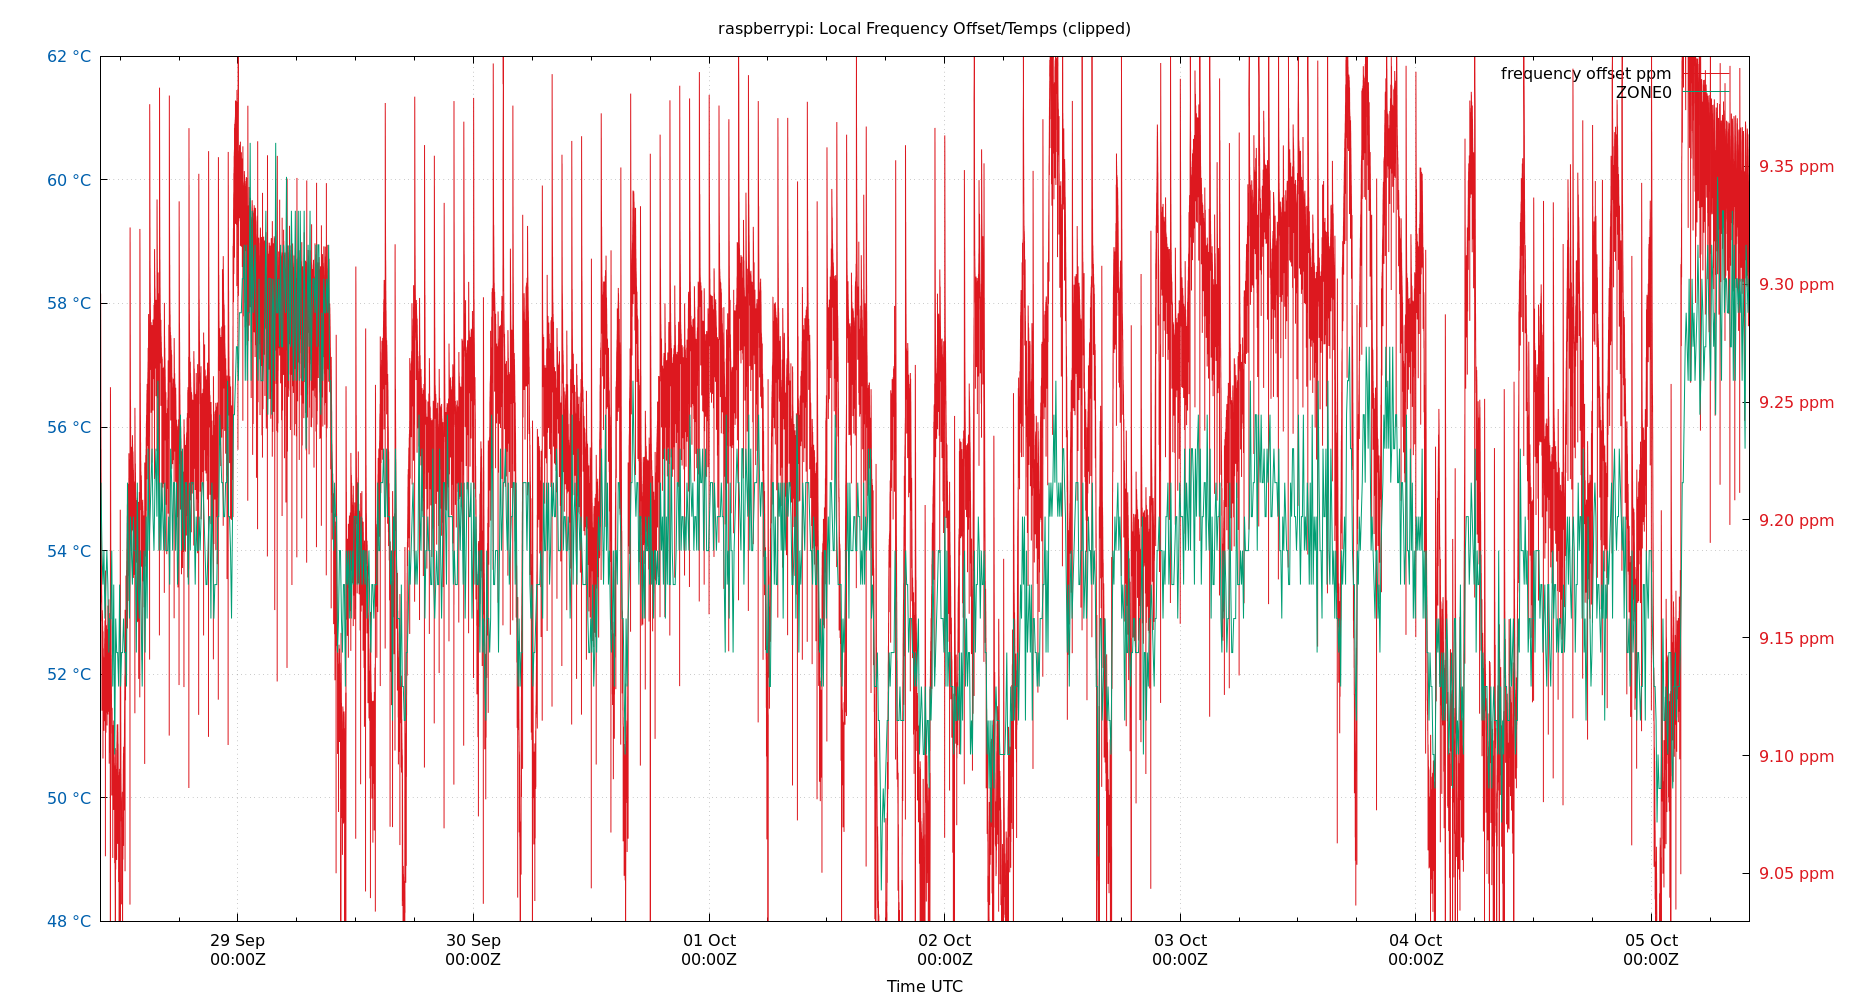 raspberrypi: Local Frequency Offset/Temps (clipped)
62 °C
60 °C
58 °C
56 °C
54 °C
52 °C
50 °C
48 °C
frequency offset ppm
ZONE0
9.35 ppm
9.30 ppm
9.25 ppm
9.20 ppm
9.15 ppm
9.10 ppm
9.05 ppm
29 Sep
00:00Z
30 Sep
00:00Z
01 Oct
00:00Z
02 Oct
00:00Z
03 Oct
00:00Z
04 Oct
00:00Z
05 Oct
00:00Z
Time UTC